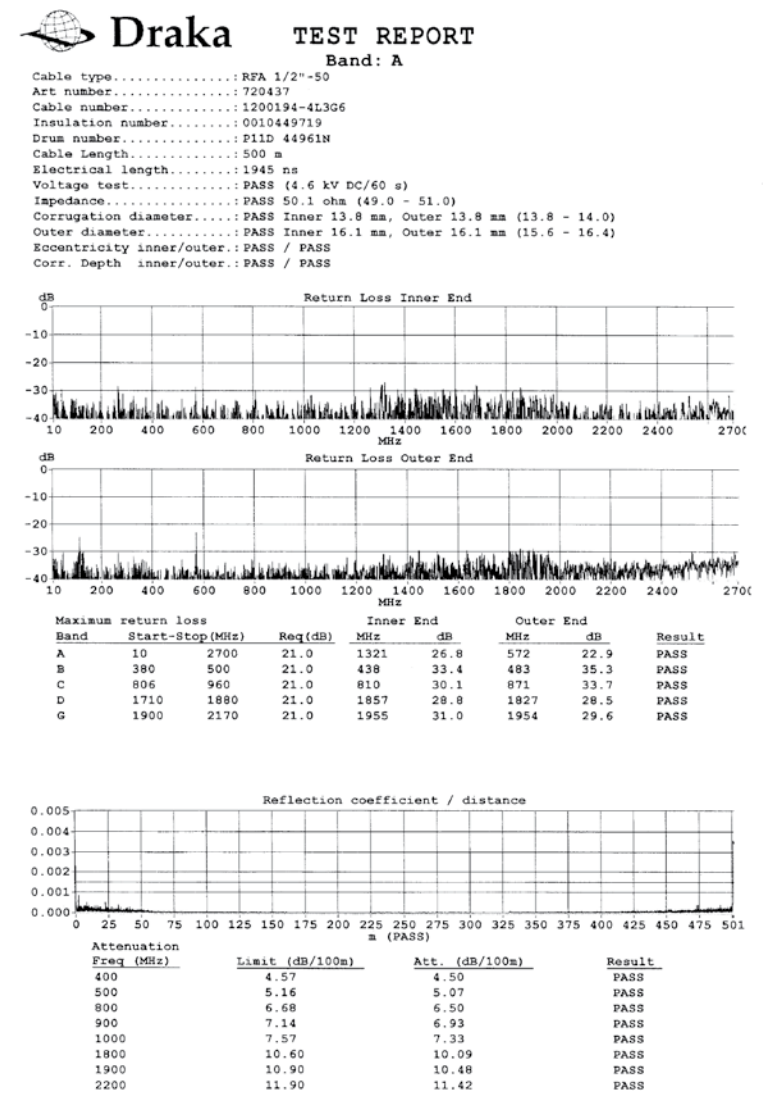 Draka
TEST REPORT
Band: A
Cable type...............: RFA 1/2"-50
Art number...............: 720437
Cable number.............: 1200194-4L3G6
Insulation number........: 0010449719
Drum number..............: P11D 44961N
Cable Length.............: 500 m
Electrical length........: 1945 ns
Voltage test.............: PASS (4.6 kV DC/60 s)
Impedance................: PASS 50.1 ohm (49.0 - 51.0)
Corrugation diameter.....: PASS Inner 13.8 mm, Outer 13.8 mm (13.8 - 14.0)
Outer diameter...........: PASS Inner 16.1 mm, Outer 16.1 mm (15.6 - 16.4)
Eccentricity inner/outer.: PASS / PASS
Corr. Depth  inner/outer.: PASS / PASS
dB Return Loss Inner End
0
-10
-20
-30
-40
10 200 400 600 800 1000 1200 1400 1600 1800 2000 2200 2400 2700
MHz
dB Return Loss Outer End
0
-10
-20
-30
-40
10 200 400 600 800 1000 1200 1400 1600 1800 2000 2200 2400 2700
MHz
Maximum return loss Inner End Outer End
Band Start-Stop(MHz) Req(dB) MHz dB MHz dB Result
A 10 2700 21.0 1321 26.8 572 22.9 PASS
B 380 500 21.0 438 33.4 483 35.3 PASS
C 806 960 21.0 810 30.1 871 33.7 PASS
D 1710 1880 21.0 1857 28.8 1827 28.5 PASS
G 1900 2170 21.0 1955 31.0 1954 29.6 PASS
Reflection coefficient / distance
0.005
0.004
0.003
0.002
0.001
0.000
0 25 50 75 100 125 150 175 200 225 250 275 300 325 350 375 400 425 450 475 501
m (PASS)
Attenuation
Freq (MHz) Limit (dB/100m) Att. (dB/100m) Result
400 4.57 4.50 PASS
500 5.16 5.07 PASS
800 6.68 6.50 PASS
900 7.14 6.93 PASS
1000 7.57 7.33 PASS
1800 10.60 10.09 PASS
1900 10.90 10.48 PASS
2200 11.90 11.42 PASS